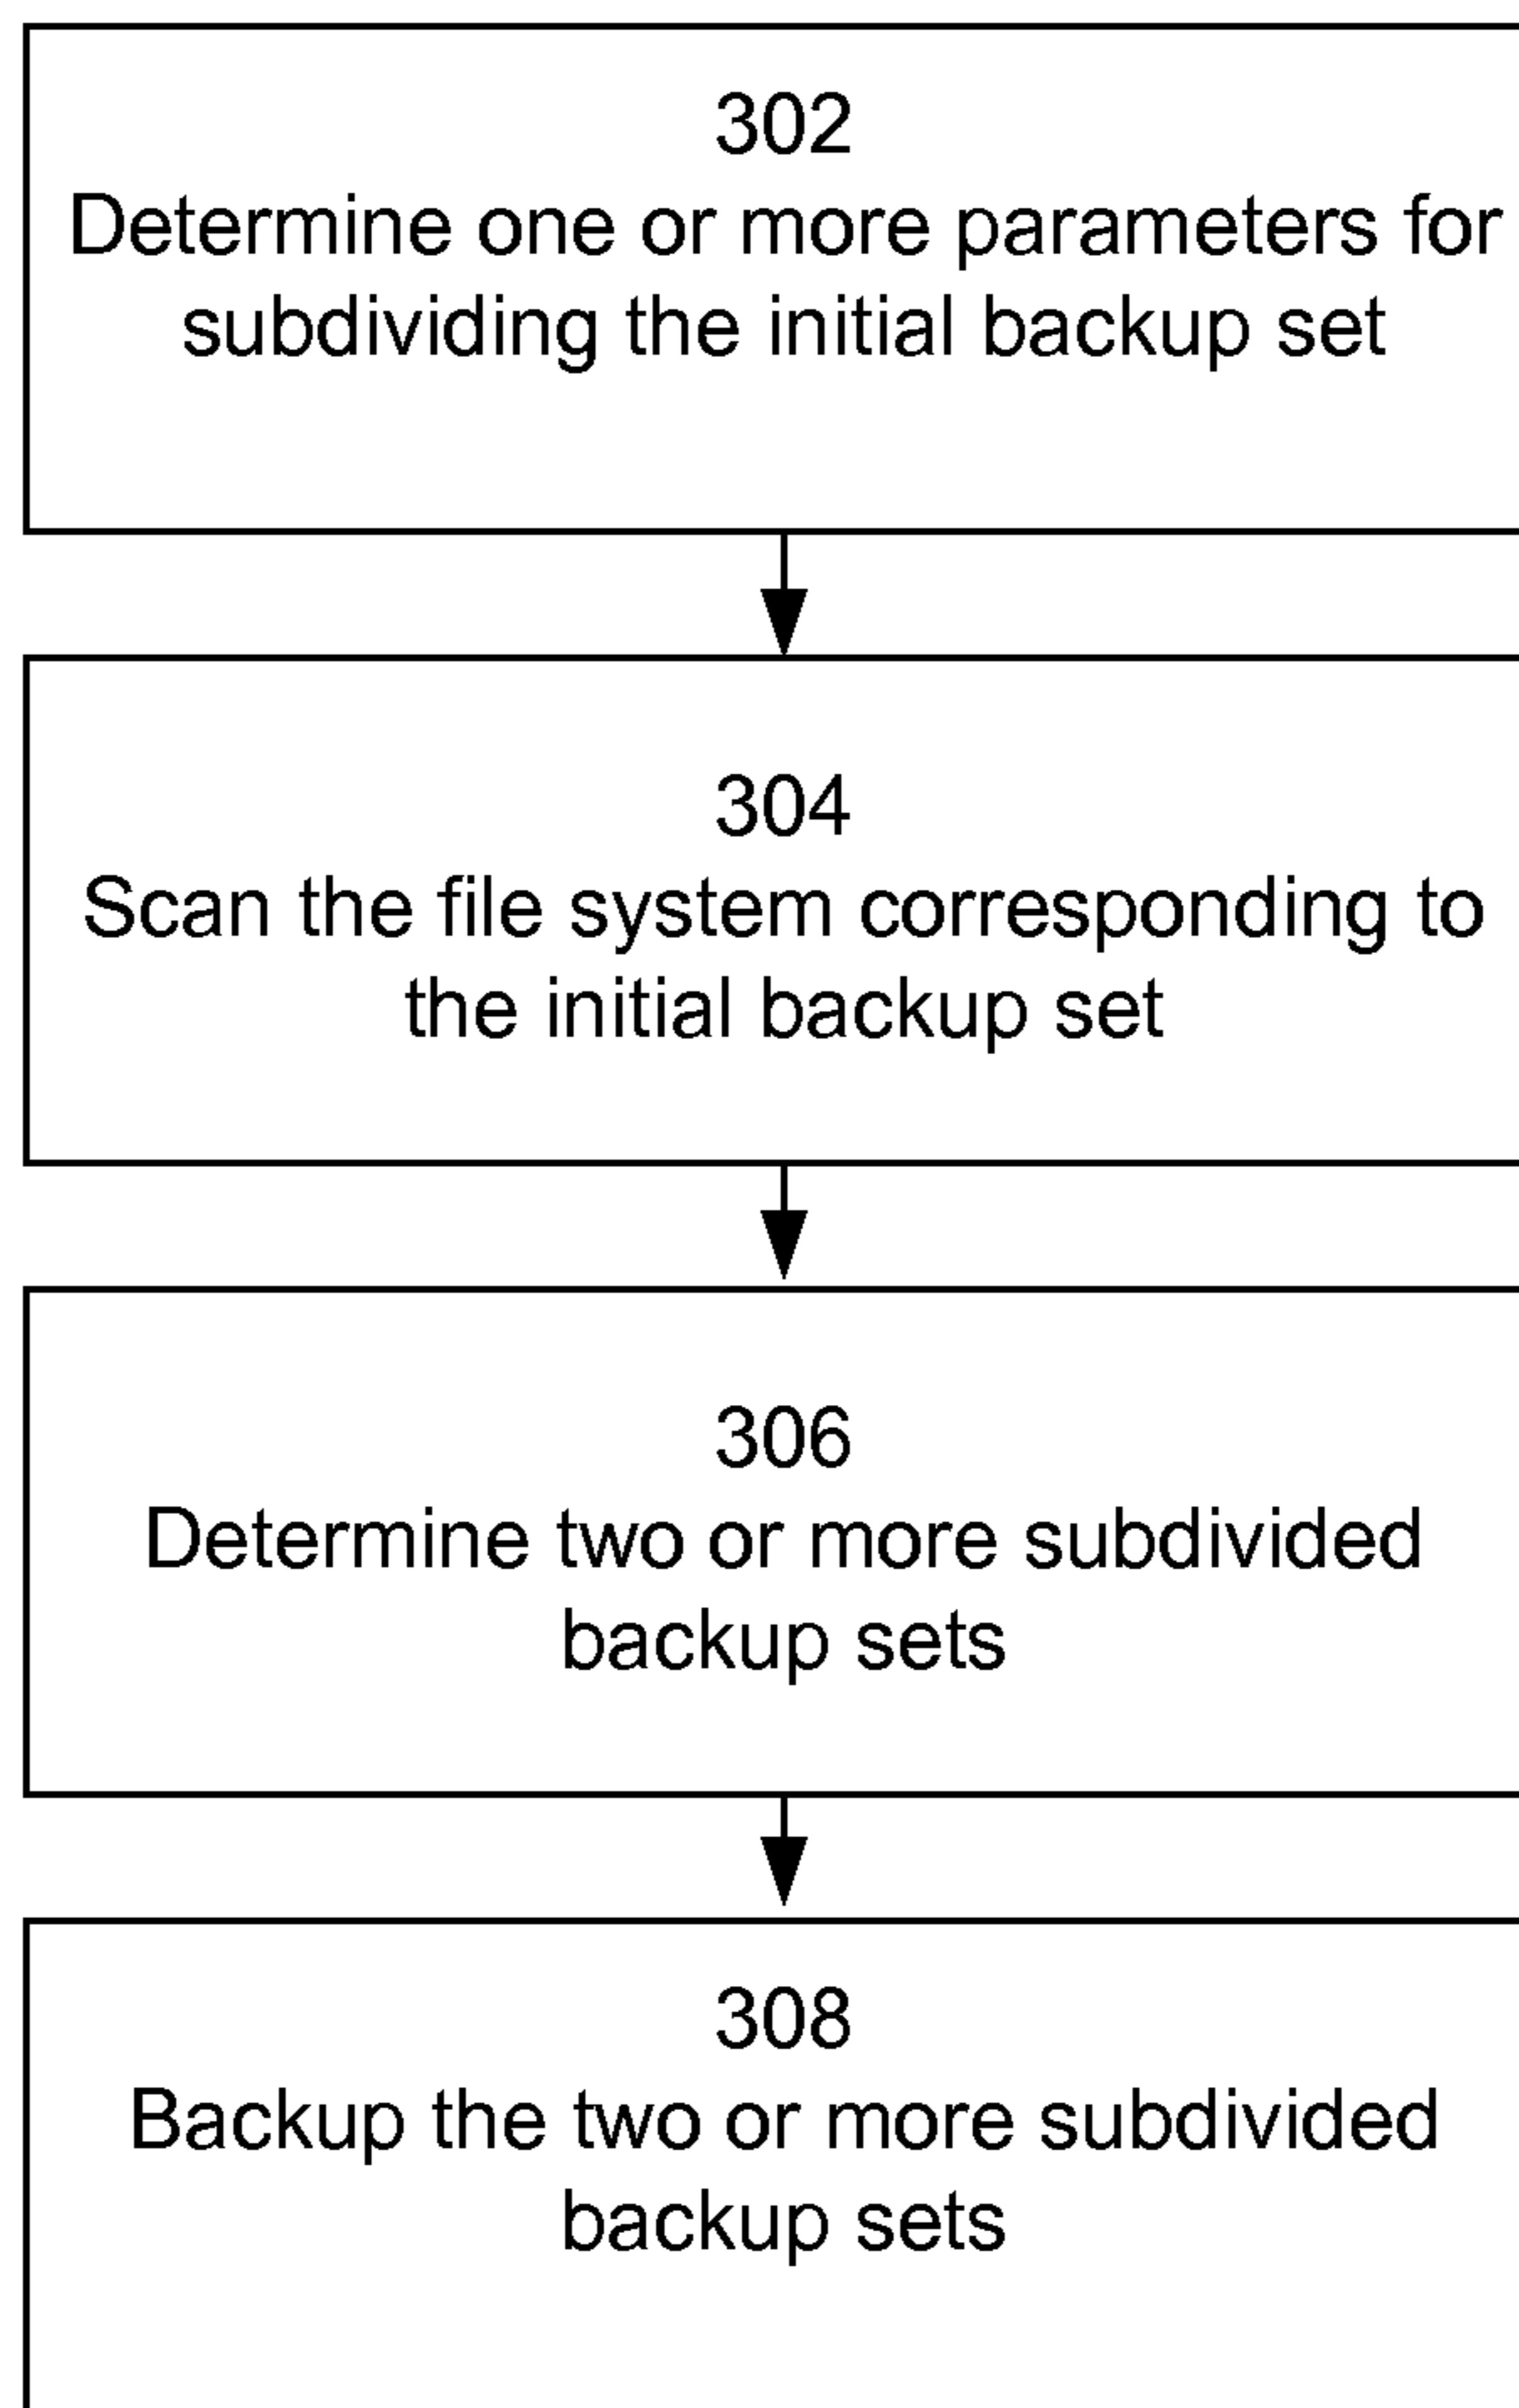 302
Determine one or more parameters for
subdividing the initial backup set
304
Scan the file system corresponding to
the initial backup set
306
Determine two or more subdivided
backup sets
308
Backup the two or more subdivided
backup sets